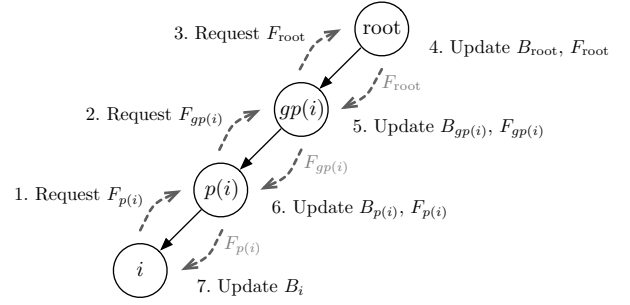 3. Request F_root
root
4. Update B_root, F_root
F_root
2. Request F_gp(i)
gp(i)
5. Update B_gp(i), F_gp(i)
F_gp(i)
1. Request F_p(i)
p(i)
6. Update B_p(i), F_p(i)
F_p(i)
i
7. Update B_i